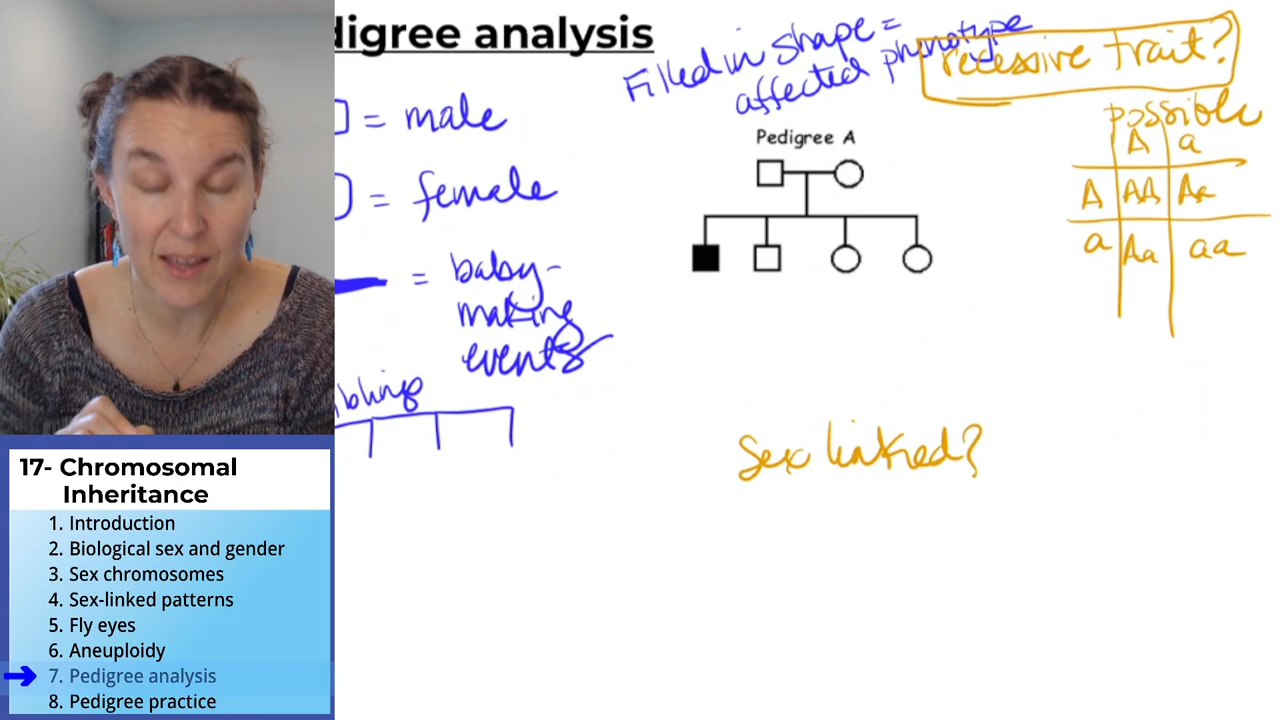 digree analysis
= male
= female
= baby-
making
events
iblings
Filled in shape =
affected phenotype
recessive trait?
possible
A a
A AA Aa
a Aa aa
Pedigree A
Sex linked?
17- Chromosomal
Inheritance
1. Introduction
2. Biological sex and gender
3. Sex chromosomes
4. Sex-linked patterns
5. Fly eyes
6. Aneuploidy
7. Pedigree analysis
8. Pedigree practice